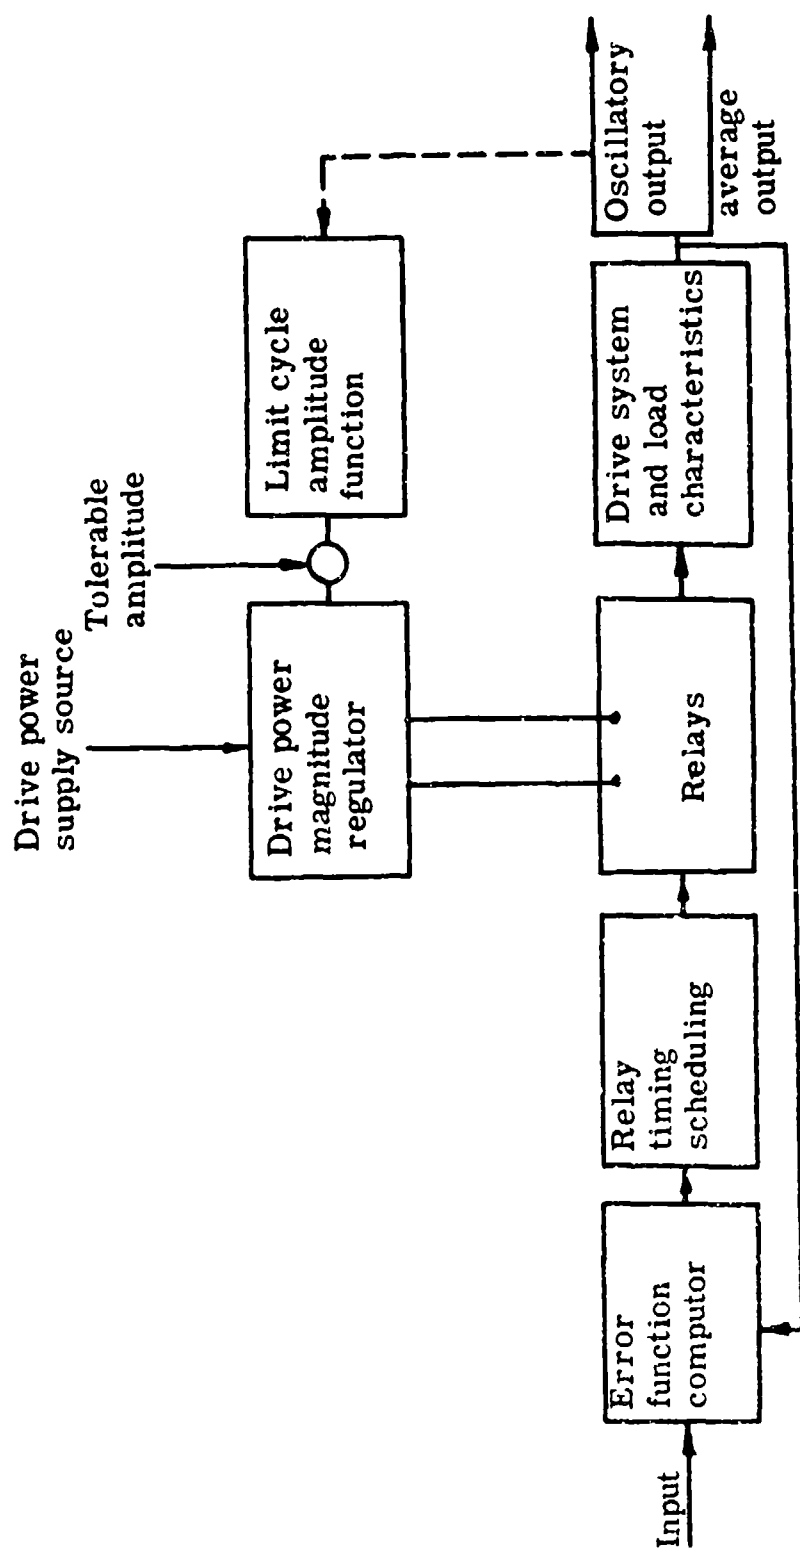 Drive power
supply source
Tolerable
amplitude
Drive power
magnitude
regulator
Limit cycle
amplitude
function
Input
Error
function
computor
Relay
timing
scheduling
Relays
Drive system
and load
characteristics
Oscillatory
output
average
output